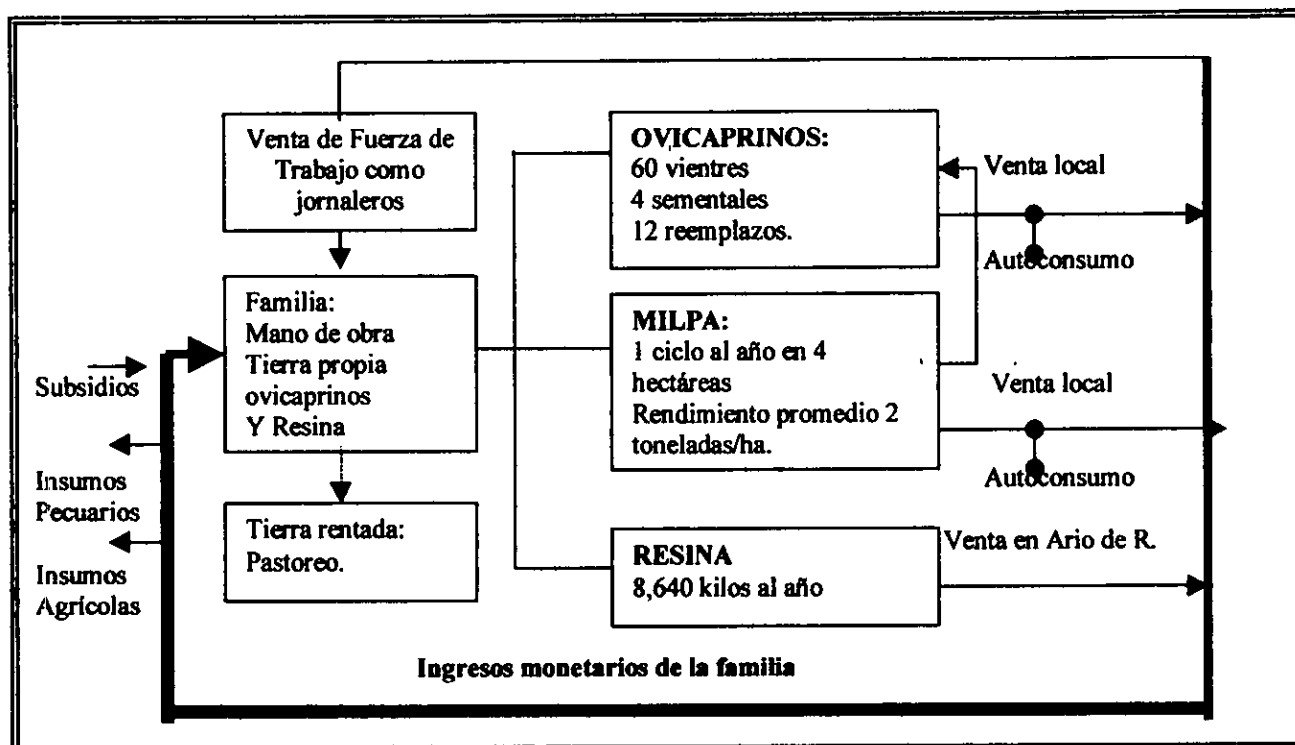 Venta de Fuerza de
Trabajo como
jornaleros
Familia:
Mano de obra
Tierra propia
ovicaprinos
Y Resina
Tierra rentada:
Pastoreo.
Subsidios
Insumos
Pecuarios
Insumos
Agrícolas
OVICAPRINOS:
60 vientres
4 sementales
12 reemplazos.
Venta local
Autoconsumo
MILPA:
1 ciclo al año en 4
hectáreas
Rendimiento promedio 2
toneladas/ha.
Venta local
Autoconsumo
RESINA
8,640 kilos al año
Venta en Ario de R.
Ingresos monetarios de la familia